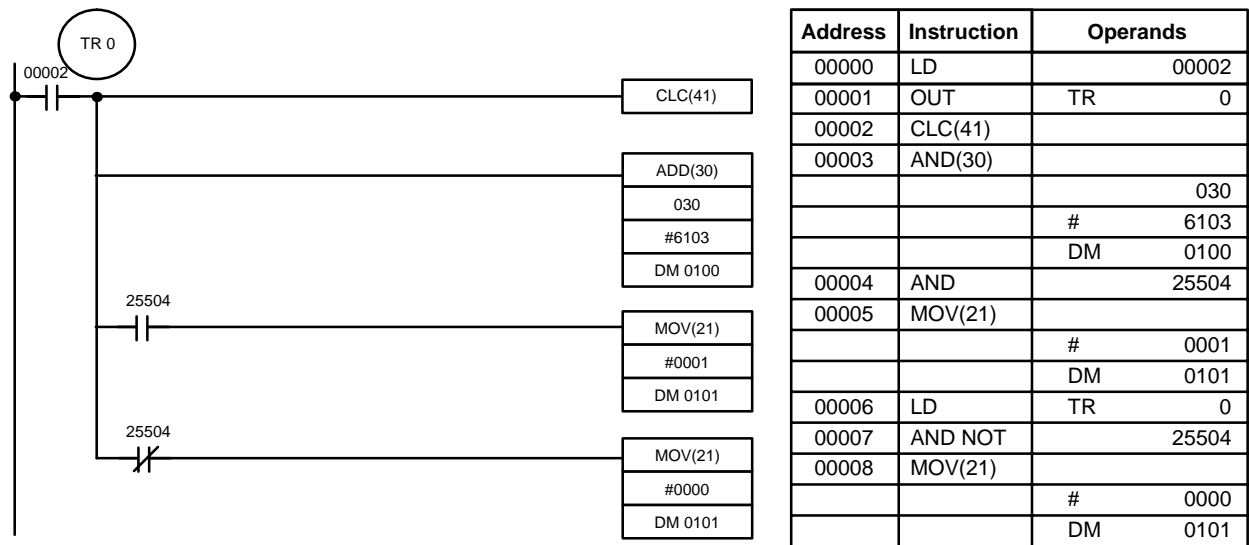 TR 0
00002
CLC(41)
ADD(30)
030
#6103
DM 0100
25504
MOV(21)
#0001
DM 0101
25504
MOV(21)
#0000
DM 0101
Address Instruction Operands
00000 LD 00002
00001 OUT TR 0
00002 CLC(41)
00003 AND(30)
030
# 6103
DM 0100
00004 AND 25504
00005 MOV(21)
# 0001
DM 0101
00006 LD TR 0
00007 AND NOT 25504
00008 MOV(21)
# 0000
DM 0101